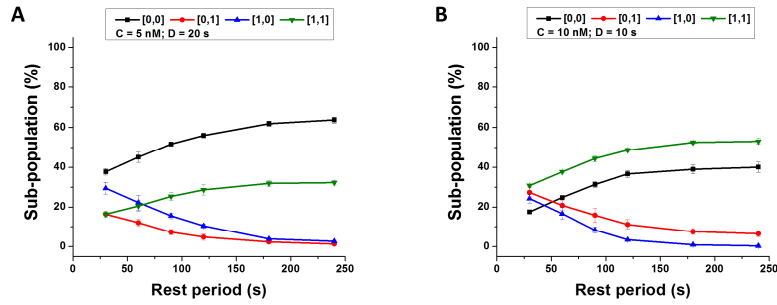 A
[0,0] [0,1] [1,0] [1,1]
C = 5 nM; D = 20 s
100
80
60
40
20
0
Sub-population (%)
0 50 100 150 200 250
Rest period (s)
B
[0,0] [0,1] [1,0] [1,1]
C = 10 nM; D = 10 s
100
80
60
40
20
0
Sub-population (%)
0 50 100 150 200 250
Rest period (s)